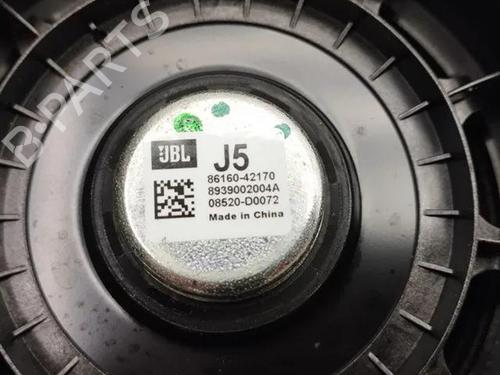 B-PARTS
JBL
J5
86160-42170
8939002004A
08520-D0072
Made in China